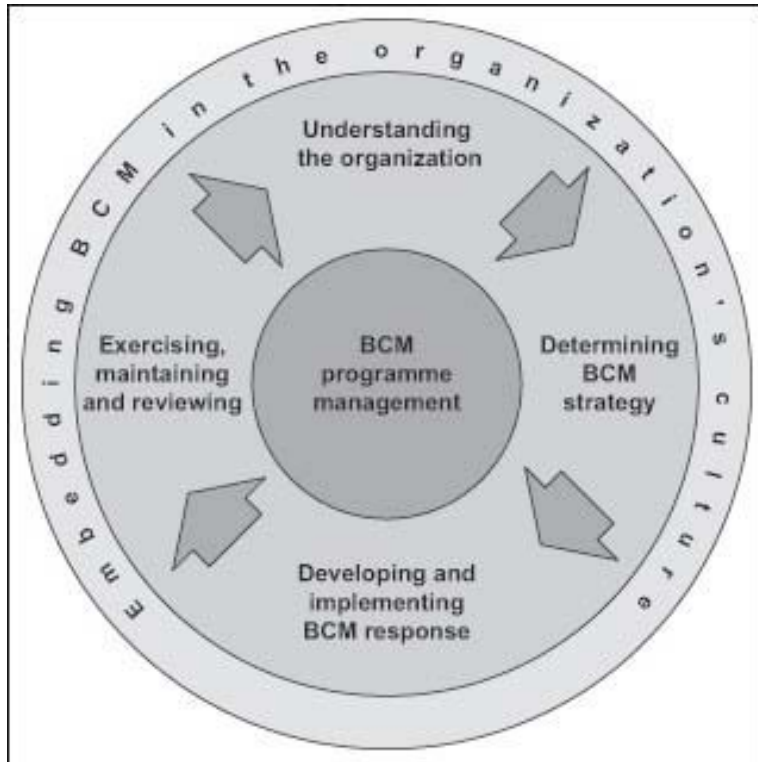 Embedding BCM in the organization's culture
Understanding
the organization
Exercising,
maintaining
and reviewing
BCM
programme
management
Determining
BCM
strategy
Developing and
implementing
BCM response